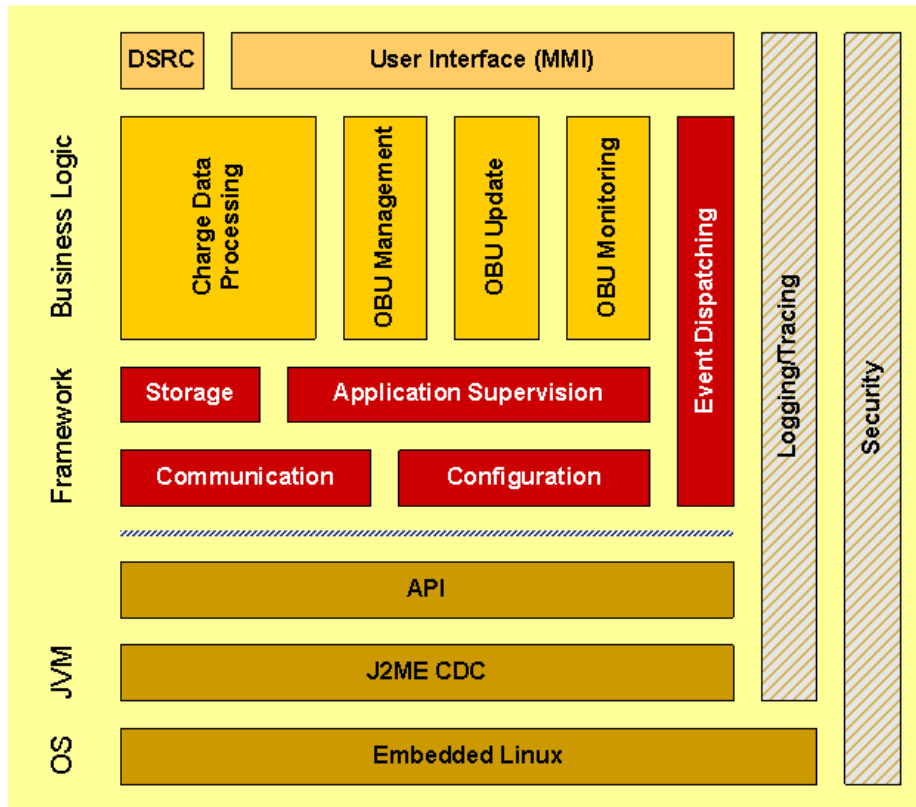 DSRC
User Interface (MMI)
Business Logic
Charge Data
Processing
OBU Management
OBU Update
OBU Monitoring
Event Dispatching
Logging/Tracing
Security
Framework
Storage
Application Supervision
Communication
Configuration
API
JVM
J2ME CDC
OS
Embedded Linux